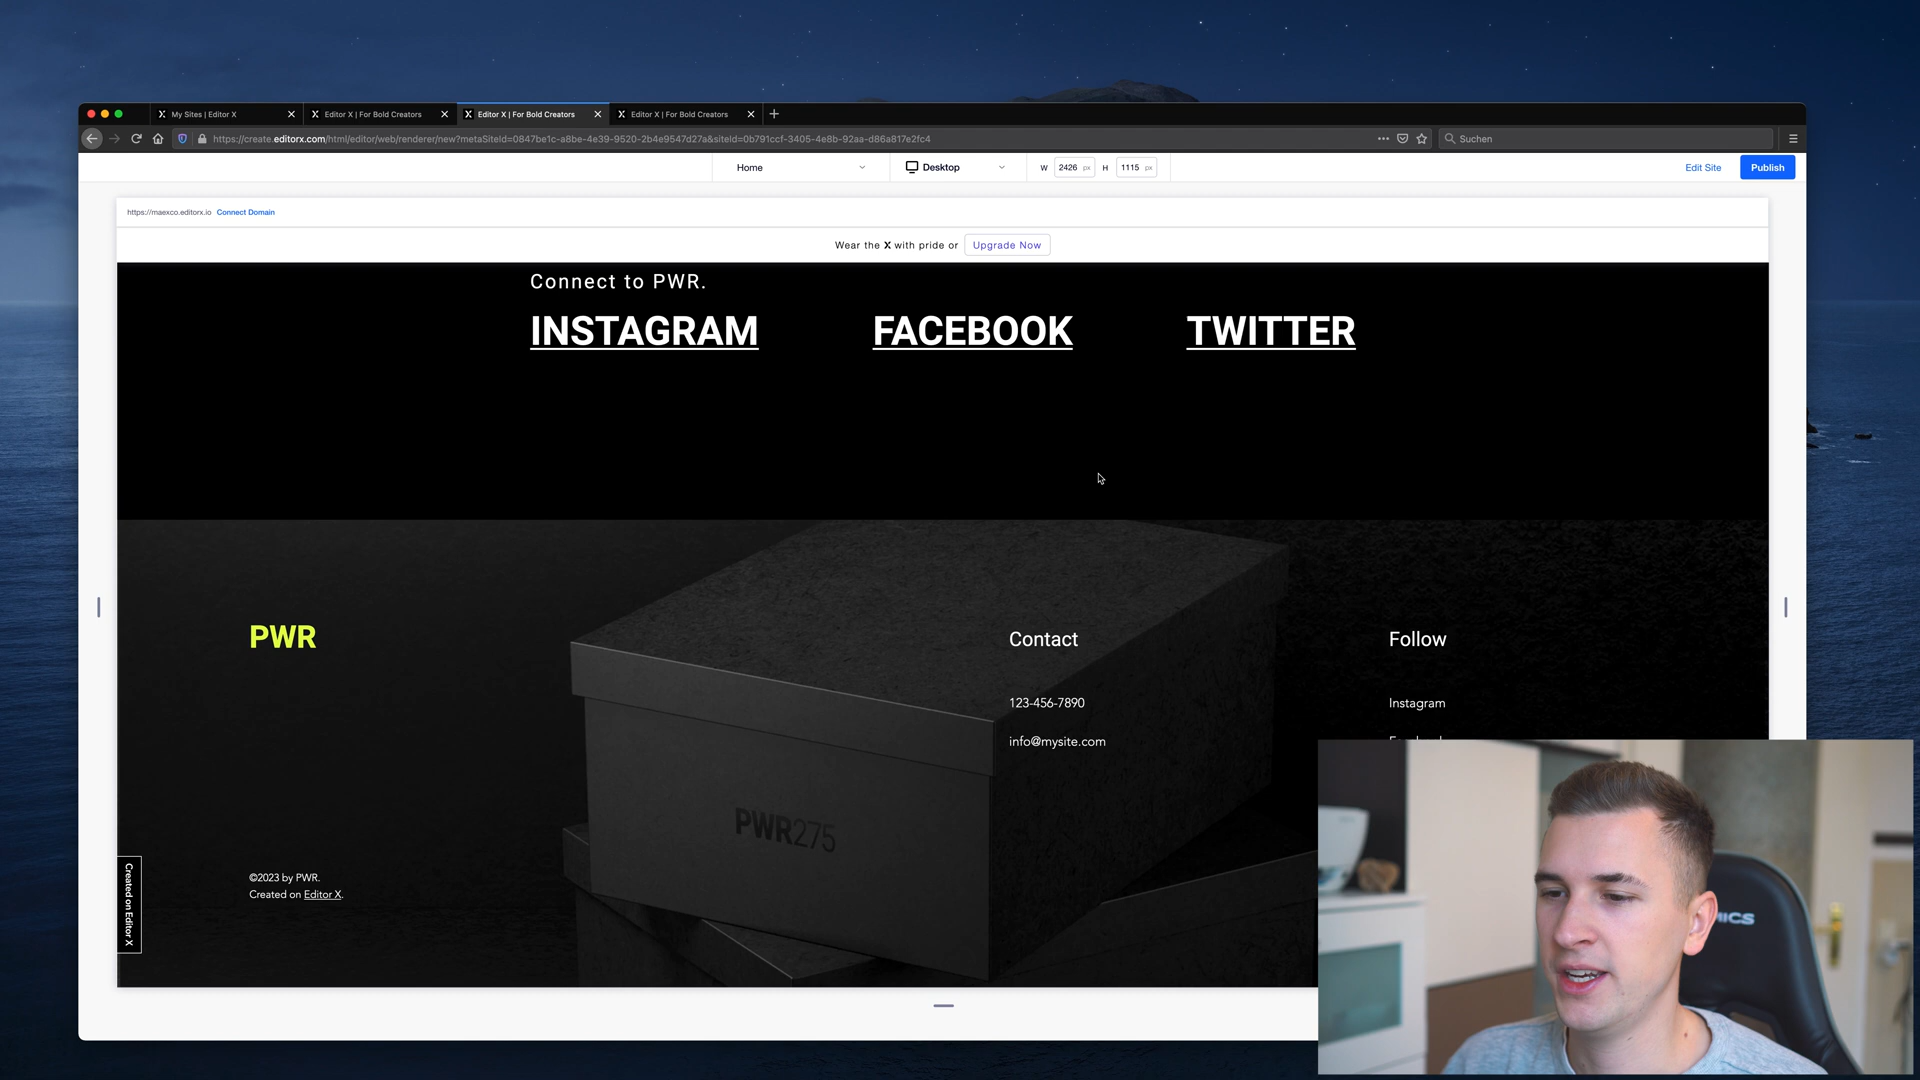 My Sites | Editor X
Editor X | For Bold Creators
Editor X | For Bold Creators
Editor X | For Bold Creators
https://create.editorx.com/html/editor/web/renderer/new?metaSiteId=0847be1c-a8be-4e39-9520-2b4e9547d27a&siteId=0b791ccf-3405-4e8b-92aa-d86a817e2fc4
Suchen
Home
Desktop
W 2426 px H 1115 px
Edit Site
Publish
https://maexco.editorx.io Connect Domain
Wear the X with pride or Upgrade Now
Connect to PWR.
INSTAGRAM FACEBOOK TWITTER
PWR
Contact
Follow
123-456-7890
Instagram
info@mysite.com
PWR275
©2023 by PWR.
Created on Editor X.
Created on Editor X